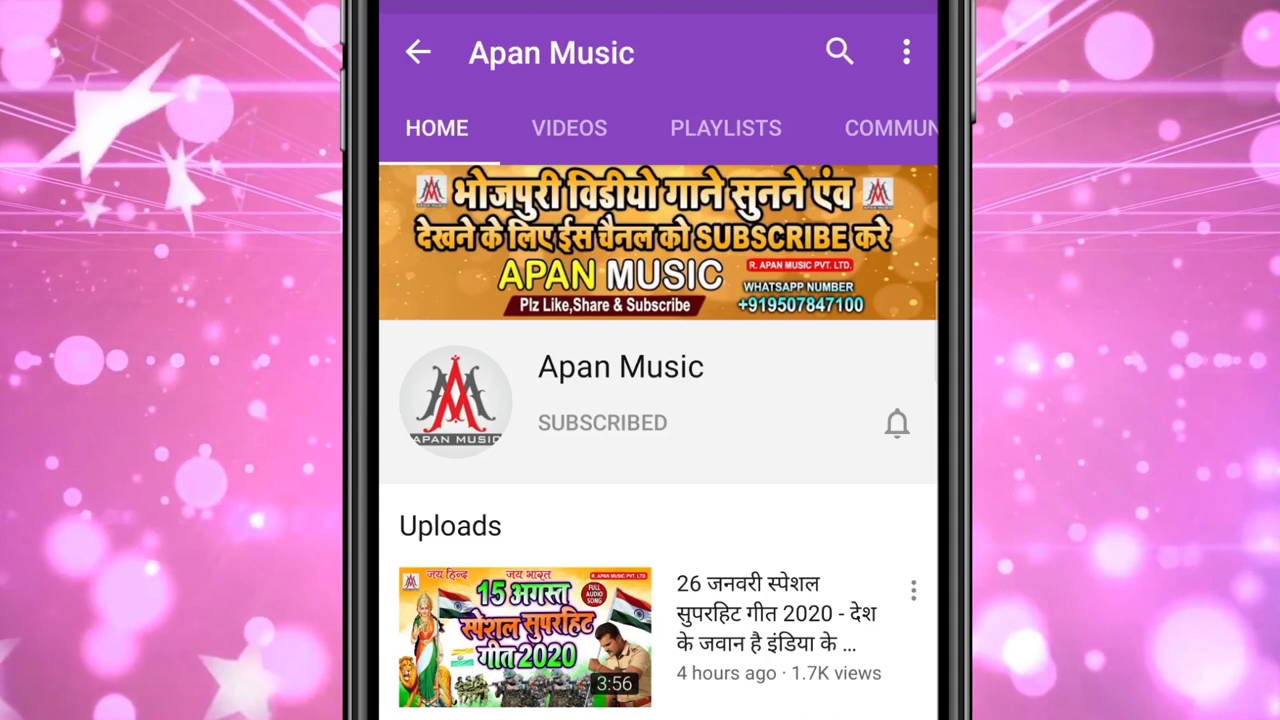 Apan Music
HOME VIDEOS PLAYLISTS COMMUN
भोजपुरी विडीयो गाने सुनने एंव
देखने के लिए ईस चैनल को SUBSCRIBE करे
APAN MUSIC
R. APAN MUSIC PVT. LTD.
WHATSAPP NUMBER
Plz Like,Share & Subscribe
+919507847100
Apan Music
SUBSCRIBED
APAN MUSIC
Uploads
जय हिन्द जय भारत
R. APAN MUSIC PVT. LTD
15 अगस्त
FULL AUDIO SONG
स्पेशल सुपरहिट
गीत 2020
3:56
26 जनवरी स्पेशल
सुपरहिट गीत 2020 - देश
के जवान है इंडिया के ...
4 hours ago · 1.7K views